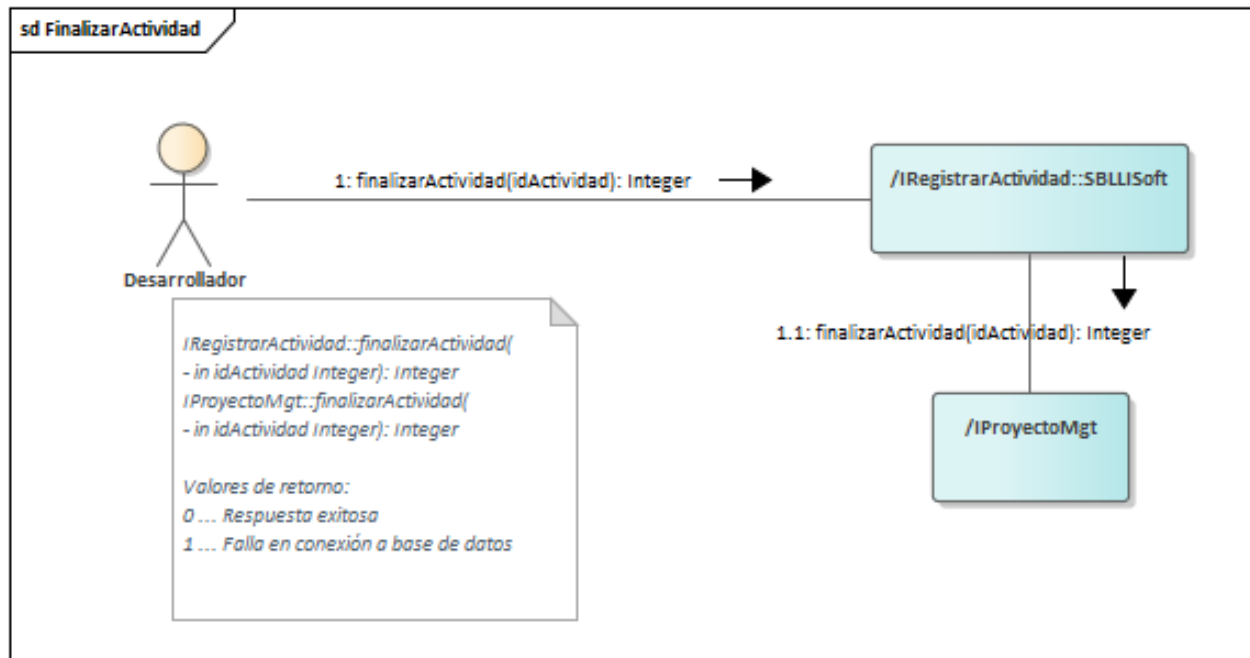 sd FinalizarActividad
1: finalizarActividad(idActividad): Integer
/IRegistrarActividad::SBLLISoft
Desarrollador
1.1: finalizarActividad(idActividad): Integer
/IProyectoMgt
IRegistrarActividad::finalizarActividad(
- in idActividad Integer): Integer
IProyectoMgt::finalizarActividad(
- in idActividad Integer): Integer
Valores de retorno:
0 ... Respuesta exitosa
1 ... Falla en conexión a base de datos